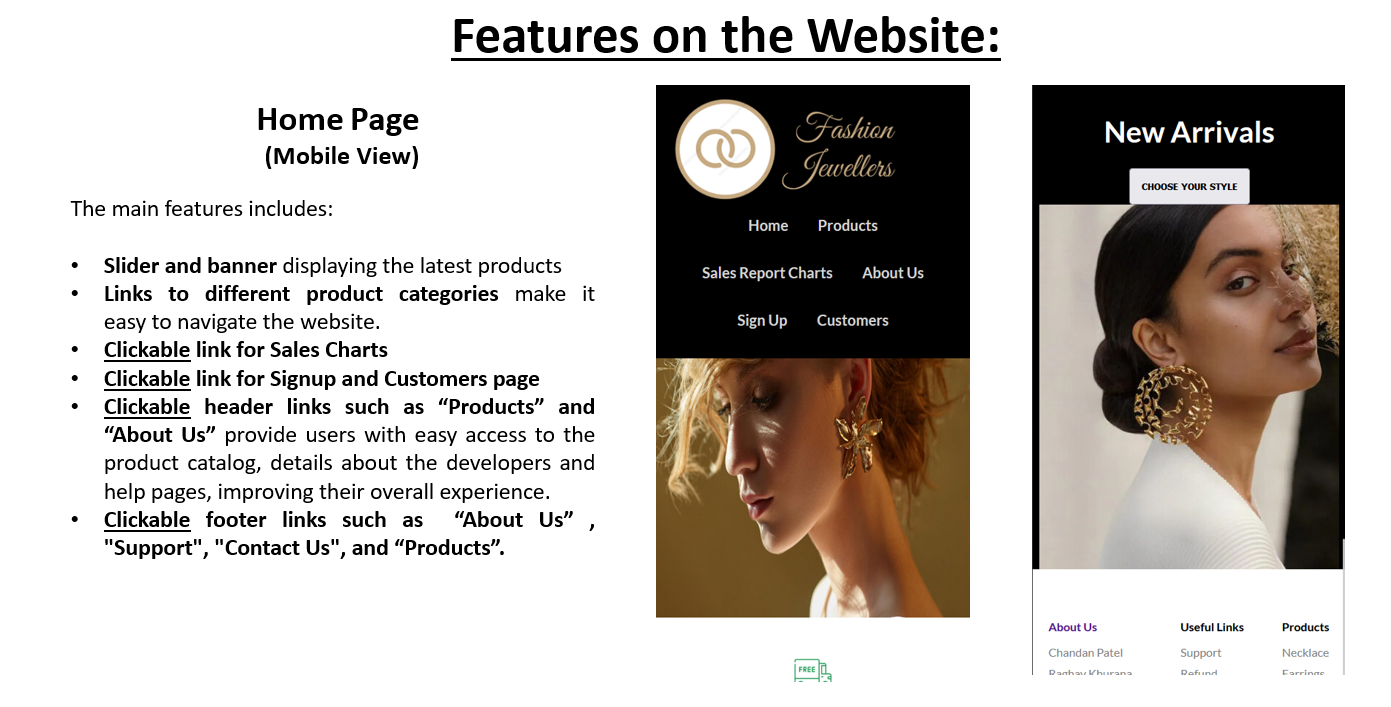 Features on the Website:
Home Page
(Mobile View)
The main features includes:
• Slider and banner displaying the latest products
• Links to different product categories make it
easy to navigate the website.
• Clickable link for Sales Charts
• Clickable link for Signup and Customers page
• Clickable header links such as “Products” and
“About Us” provide users with easy access to the
product catalog, details about the developers and
help pages, improving their overall experience.
• Clickable footer links such as “About Us” ,
"Support", "Contact Us", and “Products”.
Fashion
Jewellers
Home Products
Sales Report Charts About Us
Sign Up Customers
FREE
New Arrivals
CHOOSE YOUR STYLE
About Us Useful Links Products
Chandan Patel Support Necklace
Raghav Khurana Refund Earrings